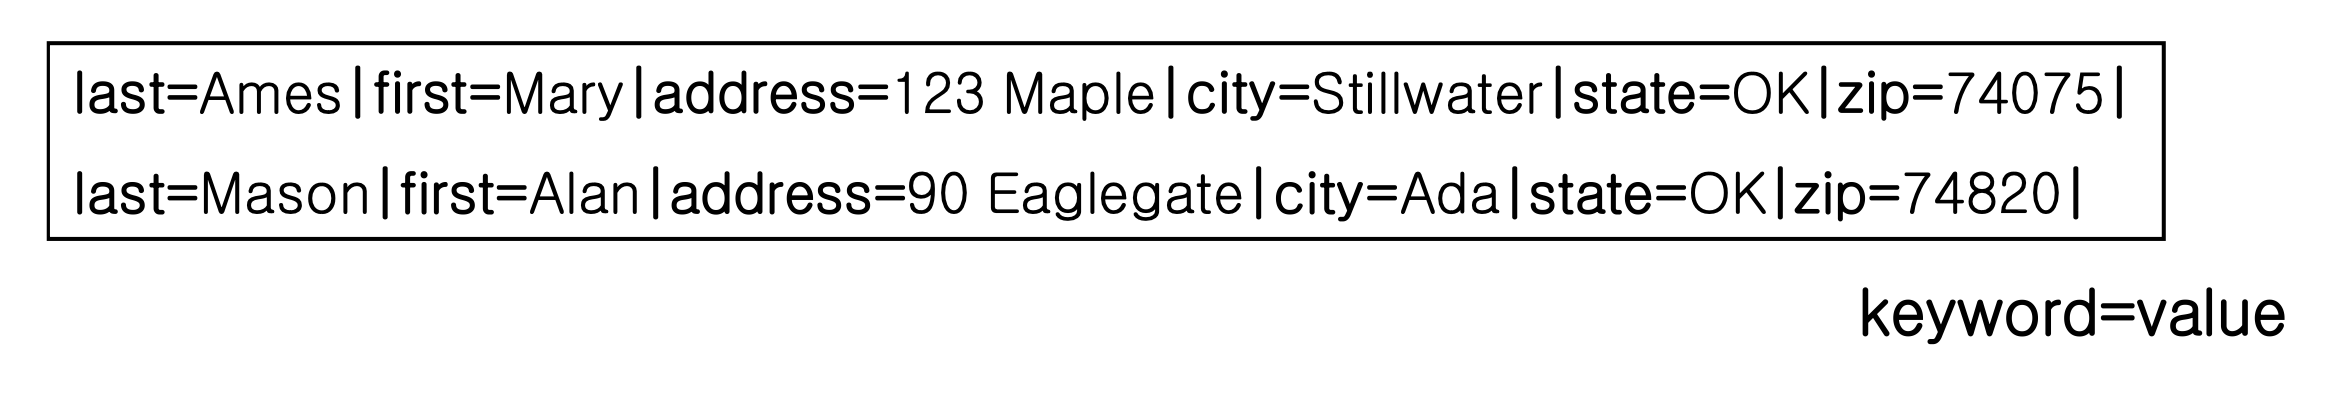 last=Ames|first=Mary|address=123 Maple|city=Stillwater|state=OK|zip=74075|
last=Mason|first=Alan|address=90 Eaglegate|city=Ada|state=OK|zip=74820|
keyword=value